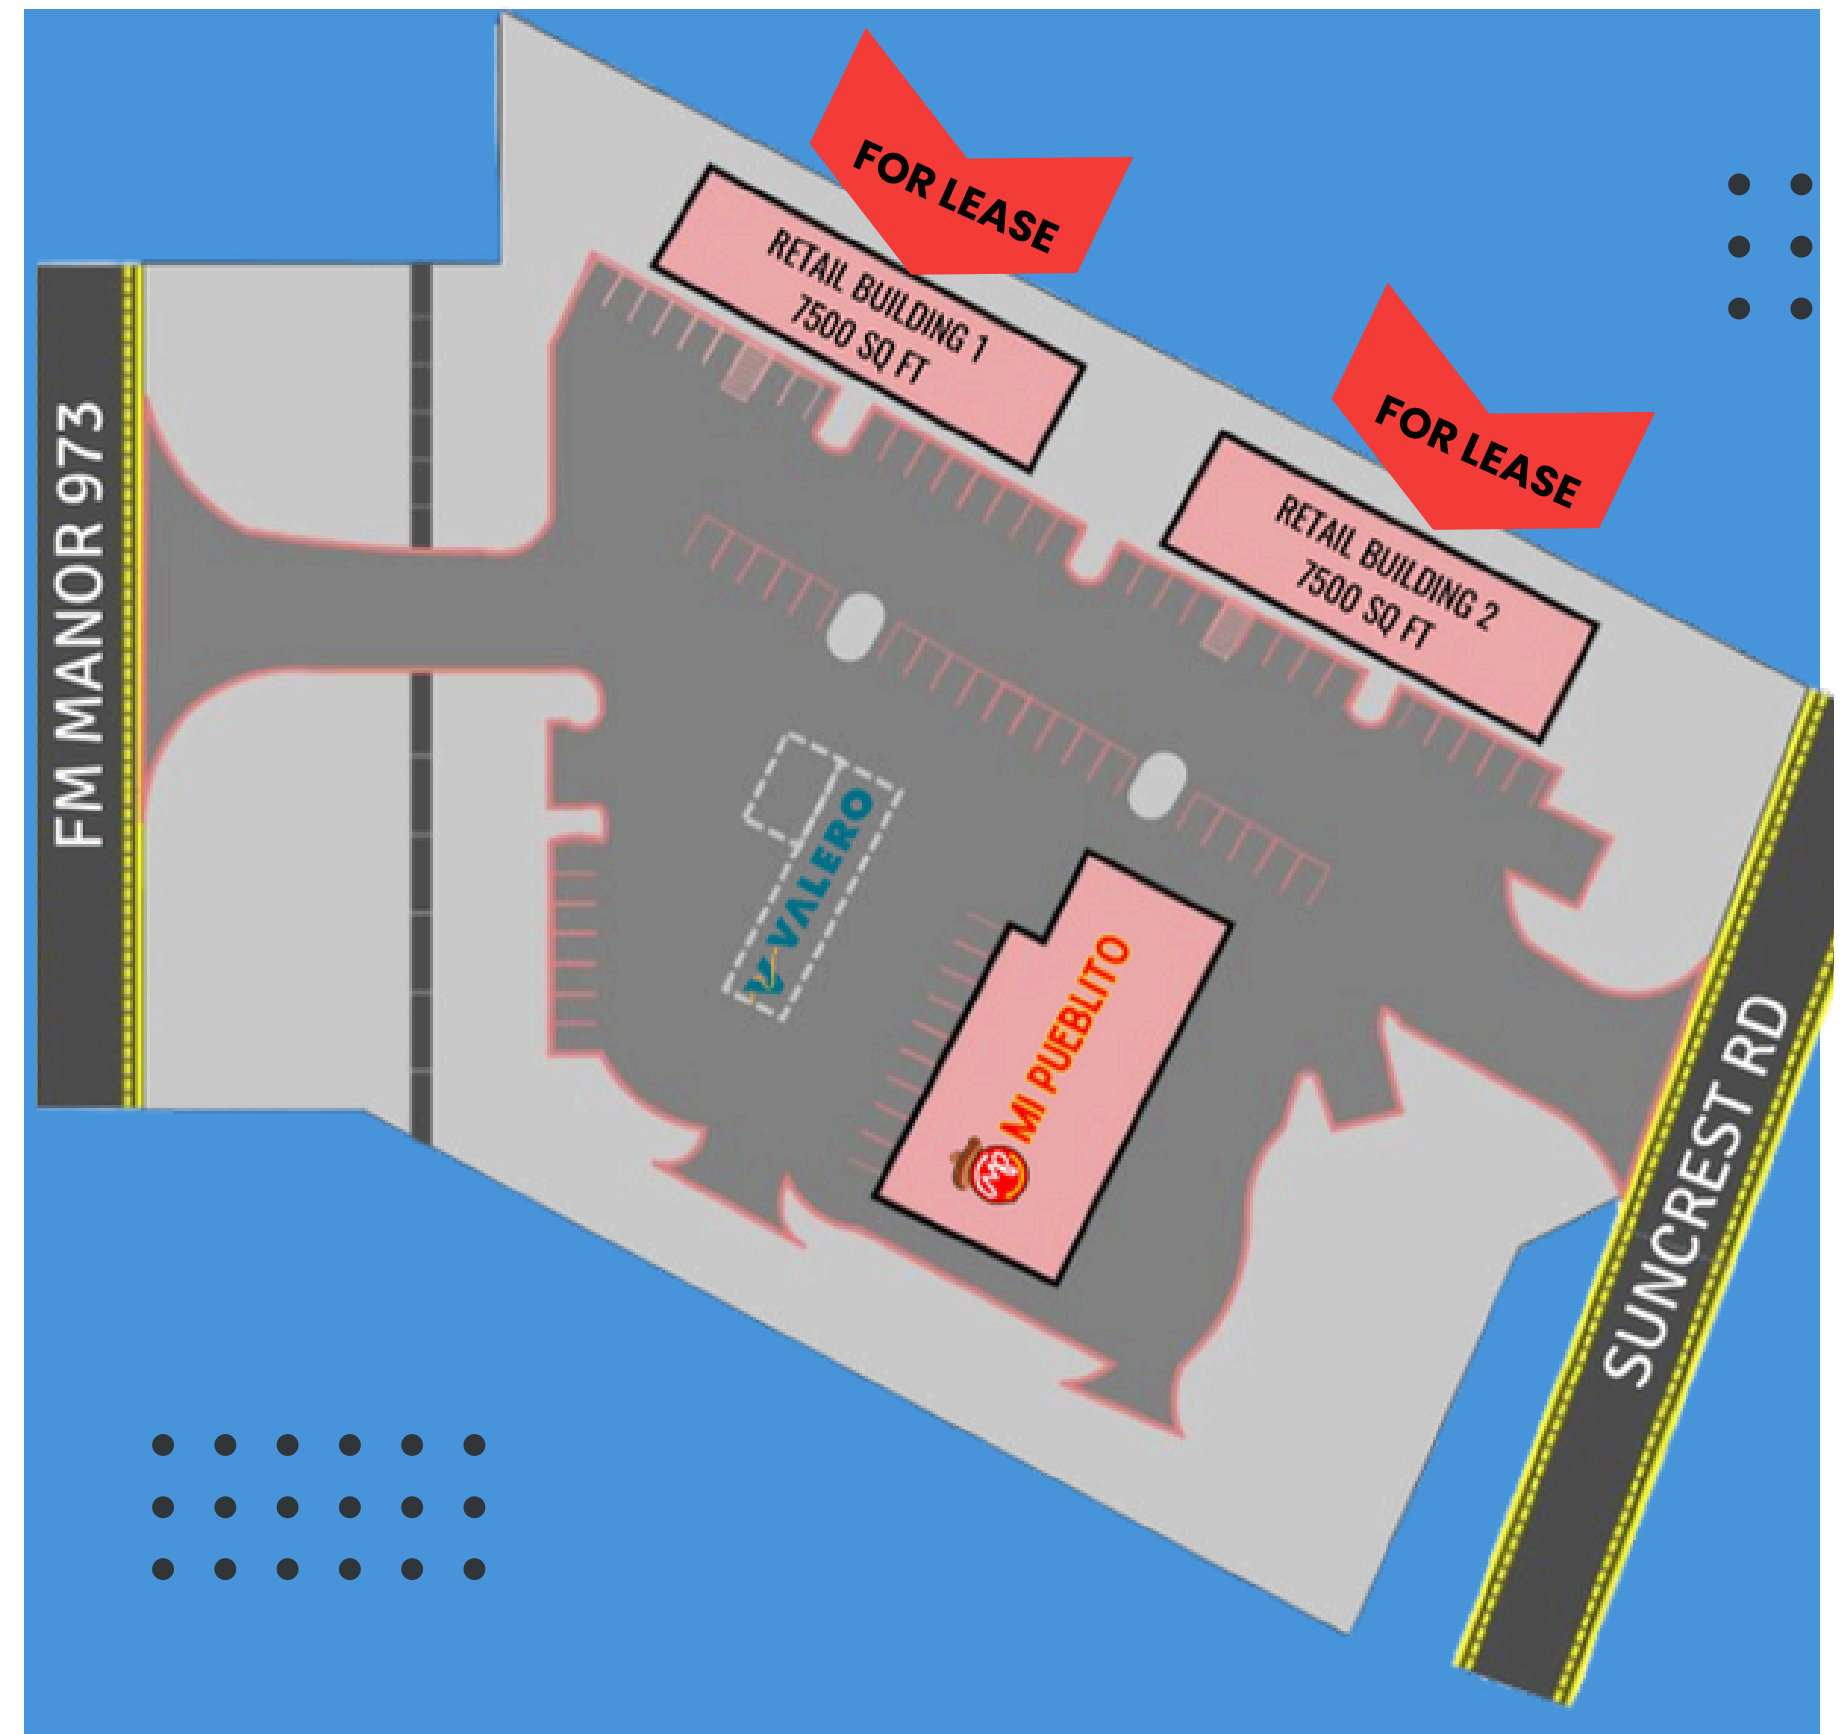 FOR LEASE
RETAIL BUILDING 1
7500 SQ FT
FOR LEASE
RETAIL BUILDING 2
7500 SQ FT
FM MANOR 973
VALERO
MI PUEBLITO
MP
SUNCREST RD